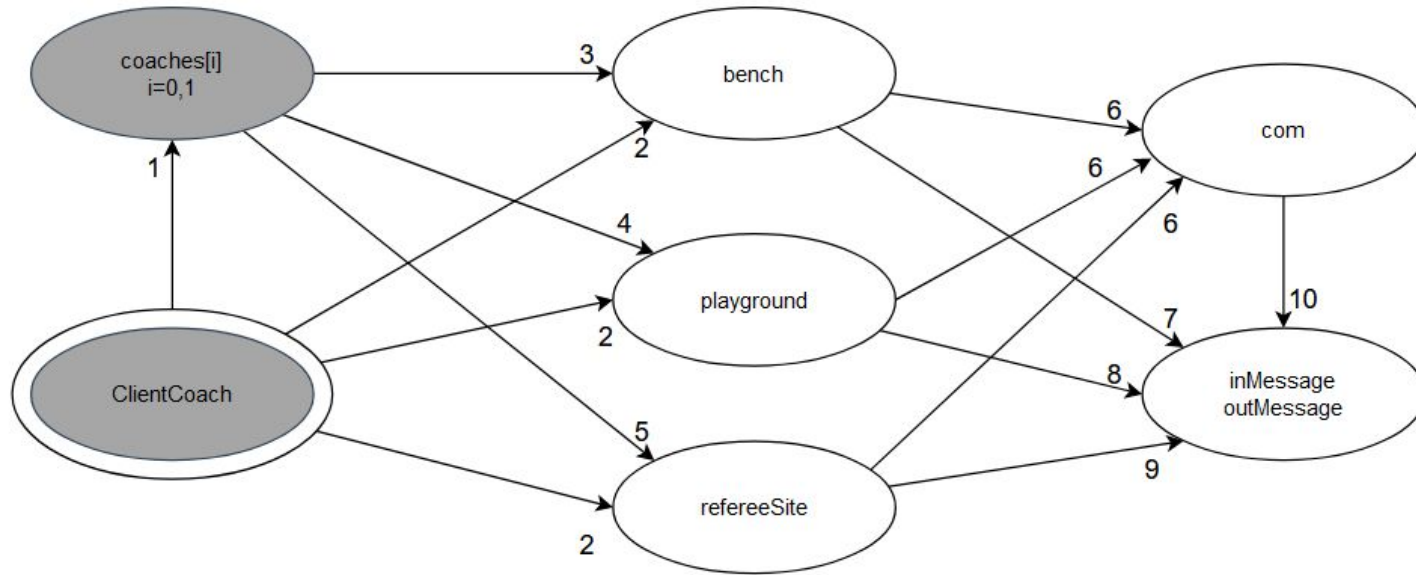 coaches[i]
i=0,1
3
bench
6
com
1
2
6
4
6
playground
2
10
7
ClientCoach
8
inMessage
outMessage
5
9
refereeSite
2